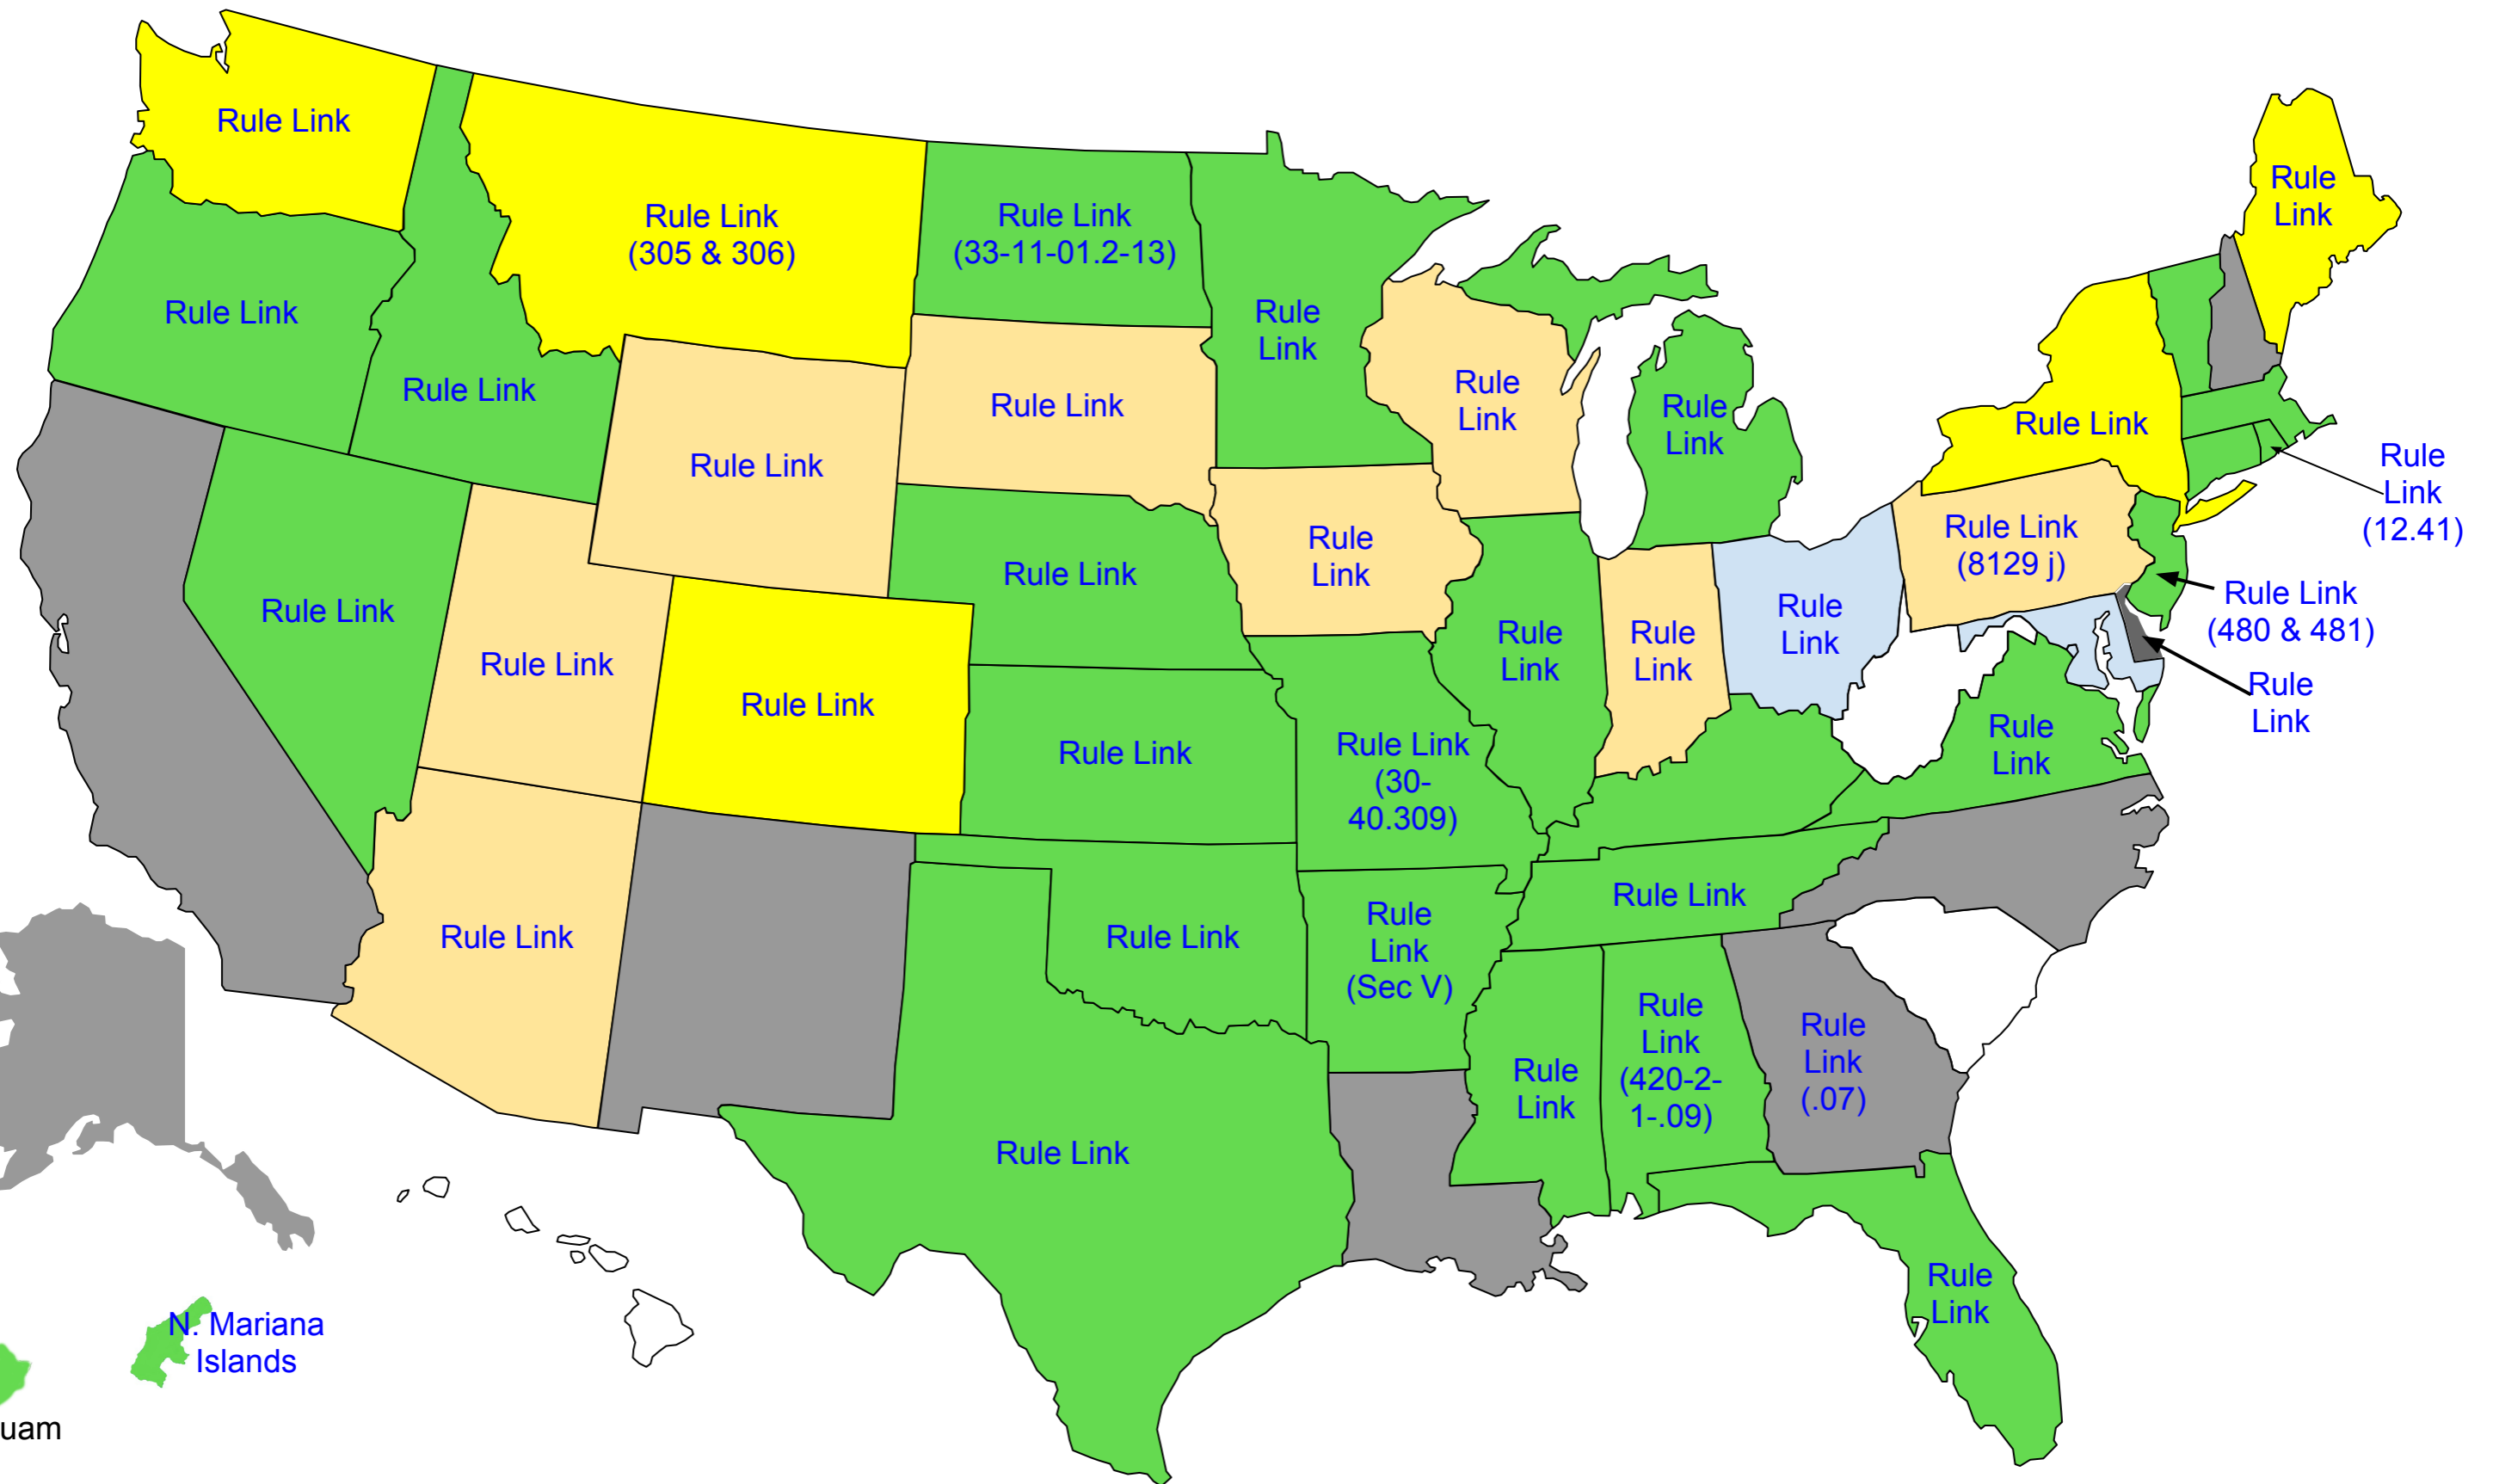 Rule Link
Rule
Link
Rule Link
(305 & 306)
Rule Link
(33-11-01.2-13)
Rule Link
Rule
Link
Rule Link
Rule Link
Rule
Link
Rule
Link
Rule Link
Rule Link
Rule
Link
(12.41)
Rule Link
Rule
Link
Rule Link
(8129 j)
Rule Link
Rule Link
Rule
Link
Rule Link
(480 & 481)
Rule Link
Rule
Link
Rule
Link
Rule
Link
Rule Link
Rule Link
Rule Link
(30-
40.309)
Rule
Link
Rule Link
Rule Link
Rule Link
Rule
Link
(Sec V)
Rule
Link
(420-2-
1-.09)
Rule
Link
(.07)
Rule
Link
Rule Link
Rule
Link
N. Mariana
Islands
uam